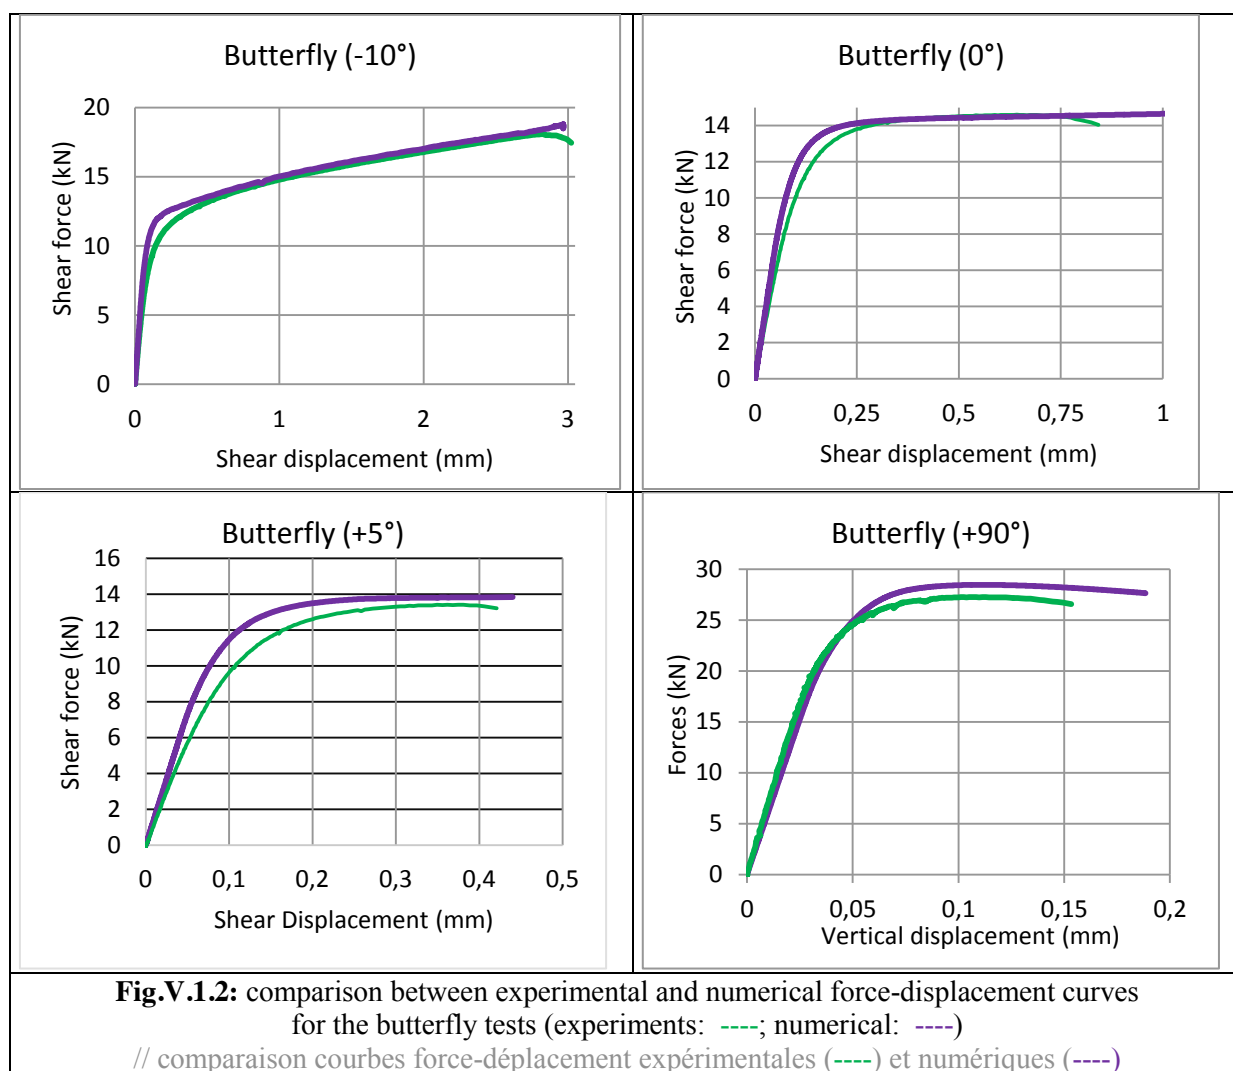 Butterfly (-10°)
20
15
10
5
0
Shear force (kN)
0 1 2 3
Shear displacement (mm)
Butterfly (0°)
14
12
10
8
6
4
2
0
Shear force (kN)
0 0,25 0,5 0,75 1
Shear displacement (mm)
Butterfly (+5°)
16
14
12
10
8
6
4
2
0
Shear force (kN)
0 0,1 0,2 0,3 0,4 0,5
Shear Displacement (mm)
Butterfly (+90°)
30
25
20
15
10
5
0
Forces (kN)
0 0,05 0,1 0,15 0,2
Vertical displacement (mm)
Fig.V.1.2: comparison between experimental and numerical force-displacement curves
for the butterfly tests (experiments: ----; numerical: ----)
// comparaison courbes force-déplacement expérimentales (----) et numériques (----)